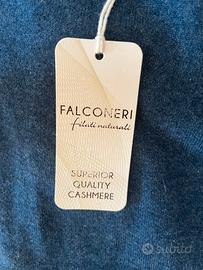 FALCONERI
filati naturali
SUPERIOR
QUALITY
CASHMERE
subito